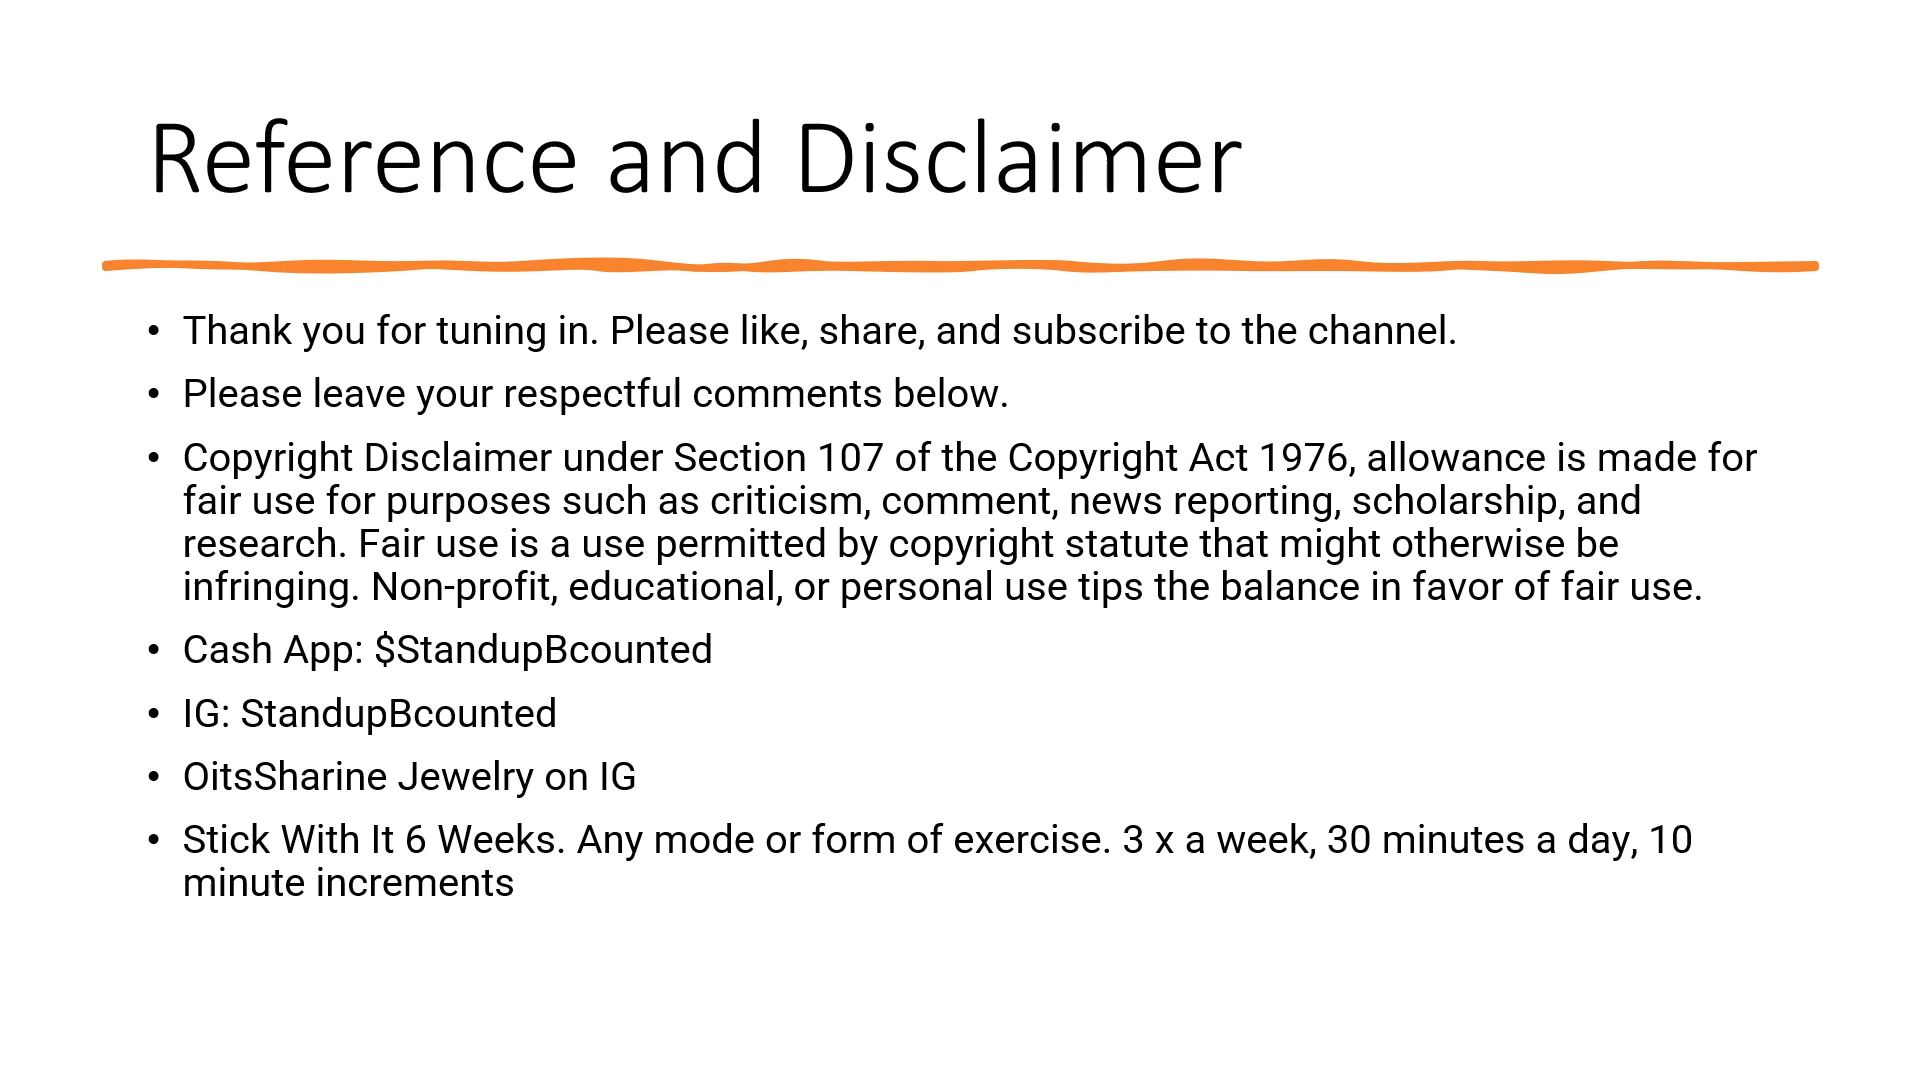 Reference and Disclaimer
• Thank you for tuning in. Please like, share, and subscribe to the channel.
• Please leave your respectful comments below.
• Copyright Disclaimer under Section 107 of the Copyright Act 1976, allowance is made for
fair use for purposes such as criticism, comment, news reporting, scholarship, and
research. Fair use is a use permitted by copyright statute that might otherwise be
infringing. Non-profit, educational, or personal use tips the balance in favor of fair use.
• Cash App: $StandupBcounted
• IG: StandupBcounted
• OitsSharine Jewelry on IG
• Stick With It 6 Weeks. Any mode or form of exercise. 3 x a week, 30 minutes a day, 10
minute increments